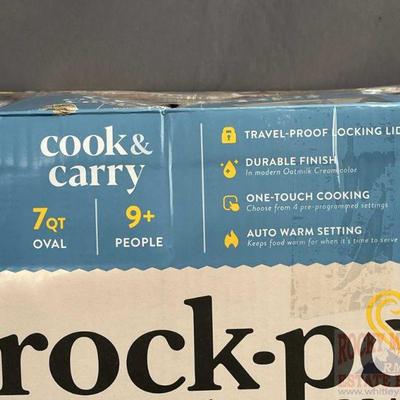 cook &
carry
7QT
OVAL
9+
PEOPLE
TRAVEL-PROOF LOCKING LID
DURABLE FINISH
In modern Oatmilk Cream color
ONE-TOUCH COOKING
Choose from 4 pre-programmed settings
AUTO WARM SETTING
Keeps food warm for when it's time to serve
rock-p